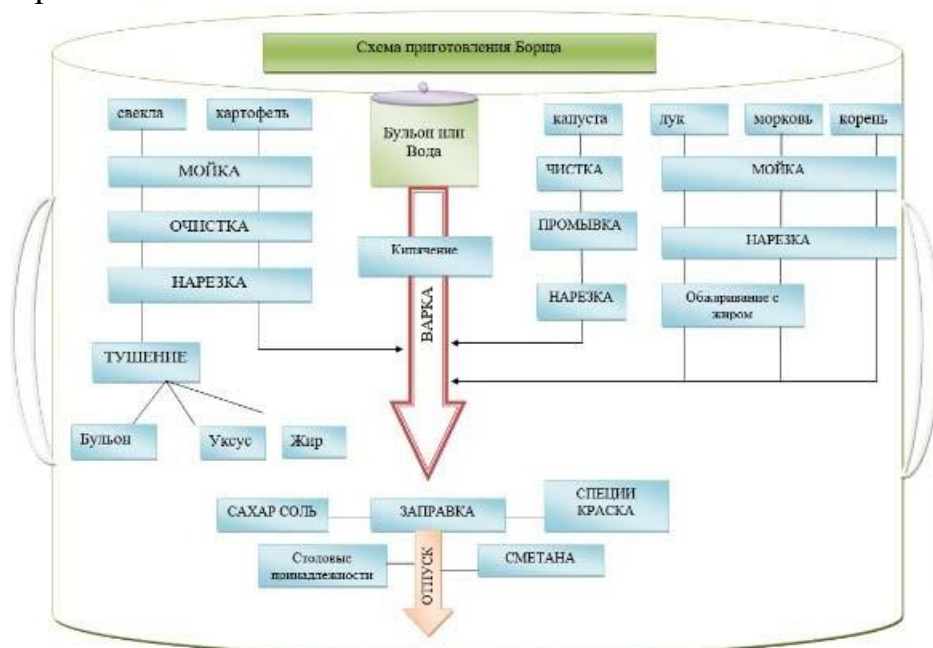 Схема приготовления Борща
свекла
картофель
Бульон или
Вода
капуста
лук
морковь
корень
МОЙКА
ЧИСТКА
МОЙКА
ОЧИСТКА
ПРОМЫВКА
Кипячение
НАРЕЗКА
НАРЕЗКА
НАРЕЗКА
ВАРКА
Обжаривание с
жиром
ТУШЕНИЕ
Бульон
Уксус
Жир
САХАР СОЛЬ
ЗАПРАВКА
СПЕЦИИ
КРАСКА
Столовые
принадлежности
ОТПУСК
СМЕТАНА